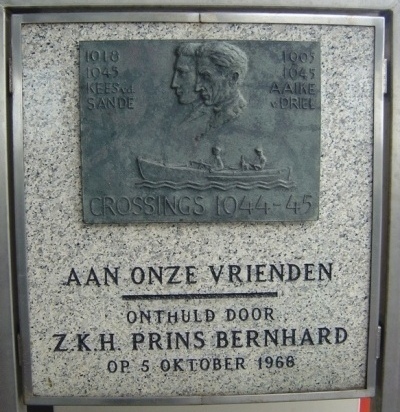 1918
1945
KEES v.d.
SANDE
1905
1945
AAIKE
v. DRIEL
CROSSINGS 1944-45
AAN ONZE VRIENDEN
ONTHULD DOOR
Z.K.H. PRINS BERNHARD
OP 5 OKTOBER 1968